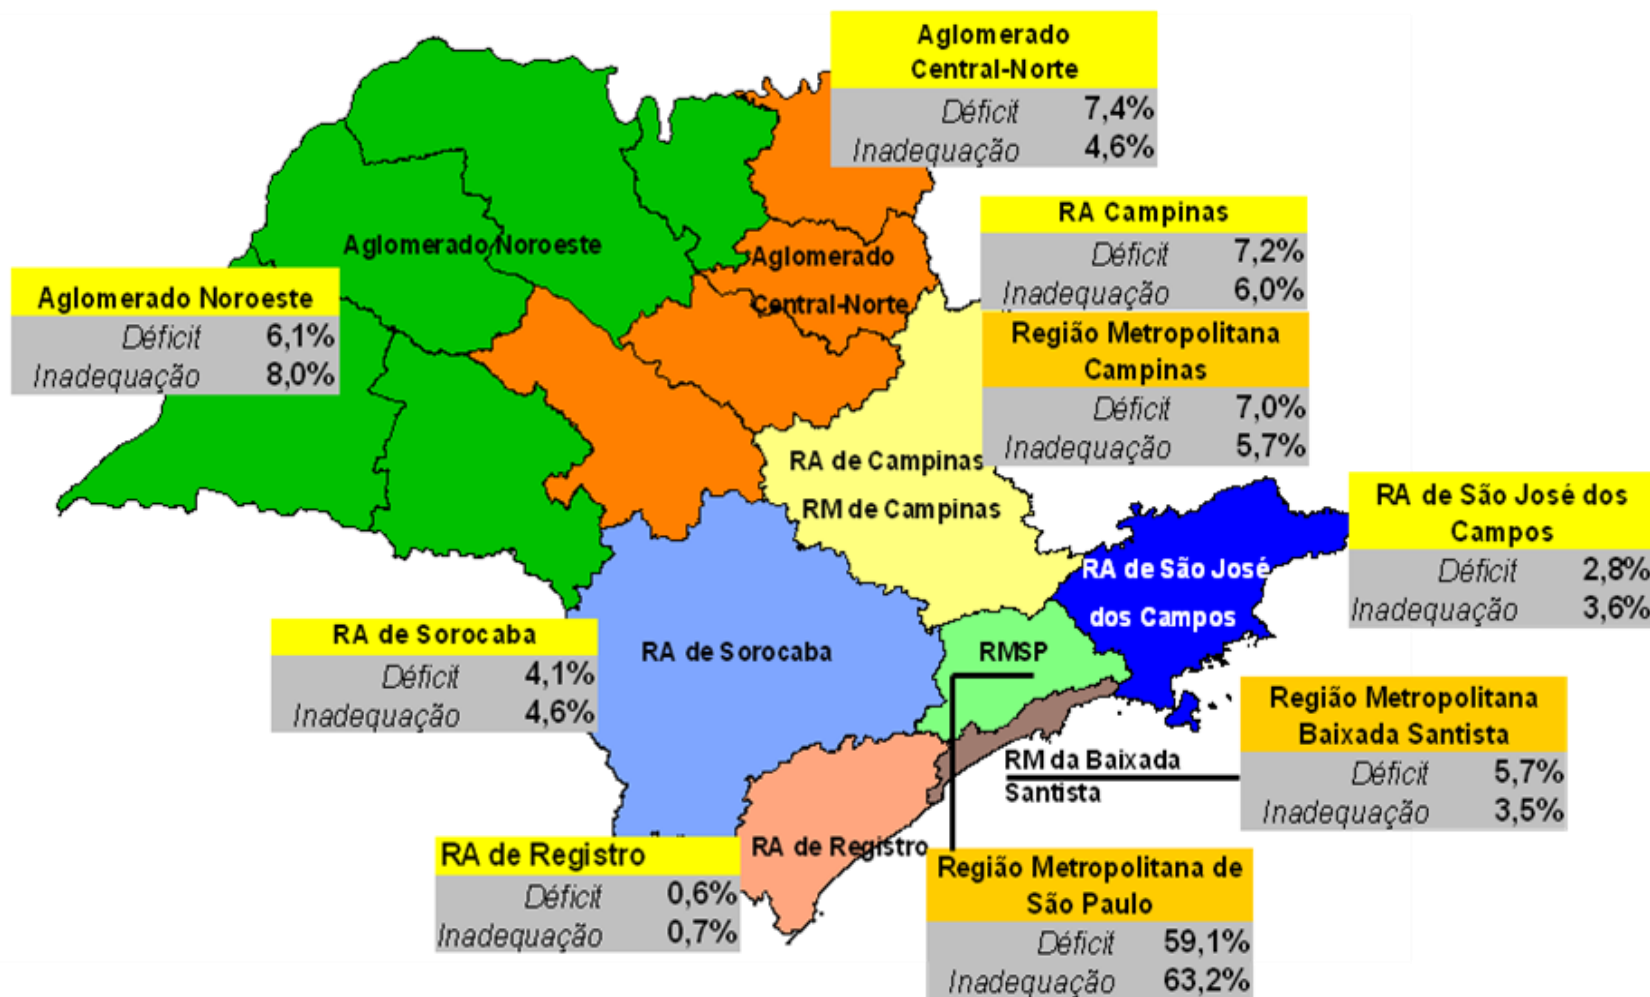 Aglomerado
Central-Norte
Déficit 7,4%
Inadequação 4,6%
RA Campinas
Déficit 7,2%
Inadequação 6,0%
Região Metropolitana
Campinas
Déficit 7,0%
Inadequação 5,7%
Aglomerado Noroeste
Aglomerado
Central-Norte
Aglomerado Noroeste
Déficit 6,1%
Inadequação 8,0%
RA de Campinas
RM de Campinas
RA de São José dos
Campos
Déficit 2,8%
Inadequação 3,6%
RA de São José
dos Campos
RA de Sorocaba
Déficit 4,1%
Inadequação 4,6%
RA de Sorocaba
RMSP
Região Metropolitana
Baixada Santista
Déficit 5,7%
Inadequação 3,5%
RM da Baixada
Santista
RA de Registro
Déficit 0,6%
Inadequação 0,7%
RA de Registro
Região Metropolitana de
São Paulo
Déficit 59,1%
Inadequação 63,2%